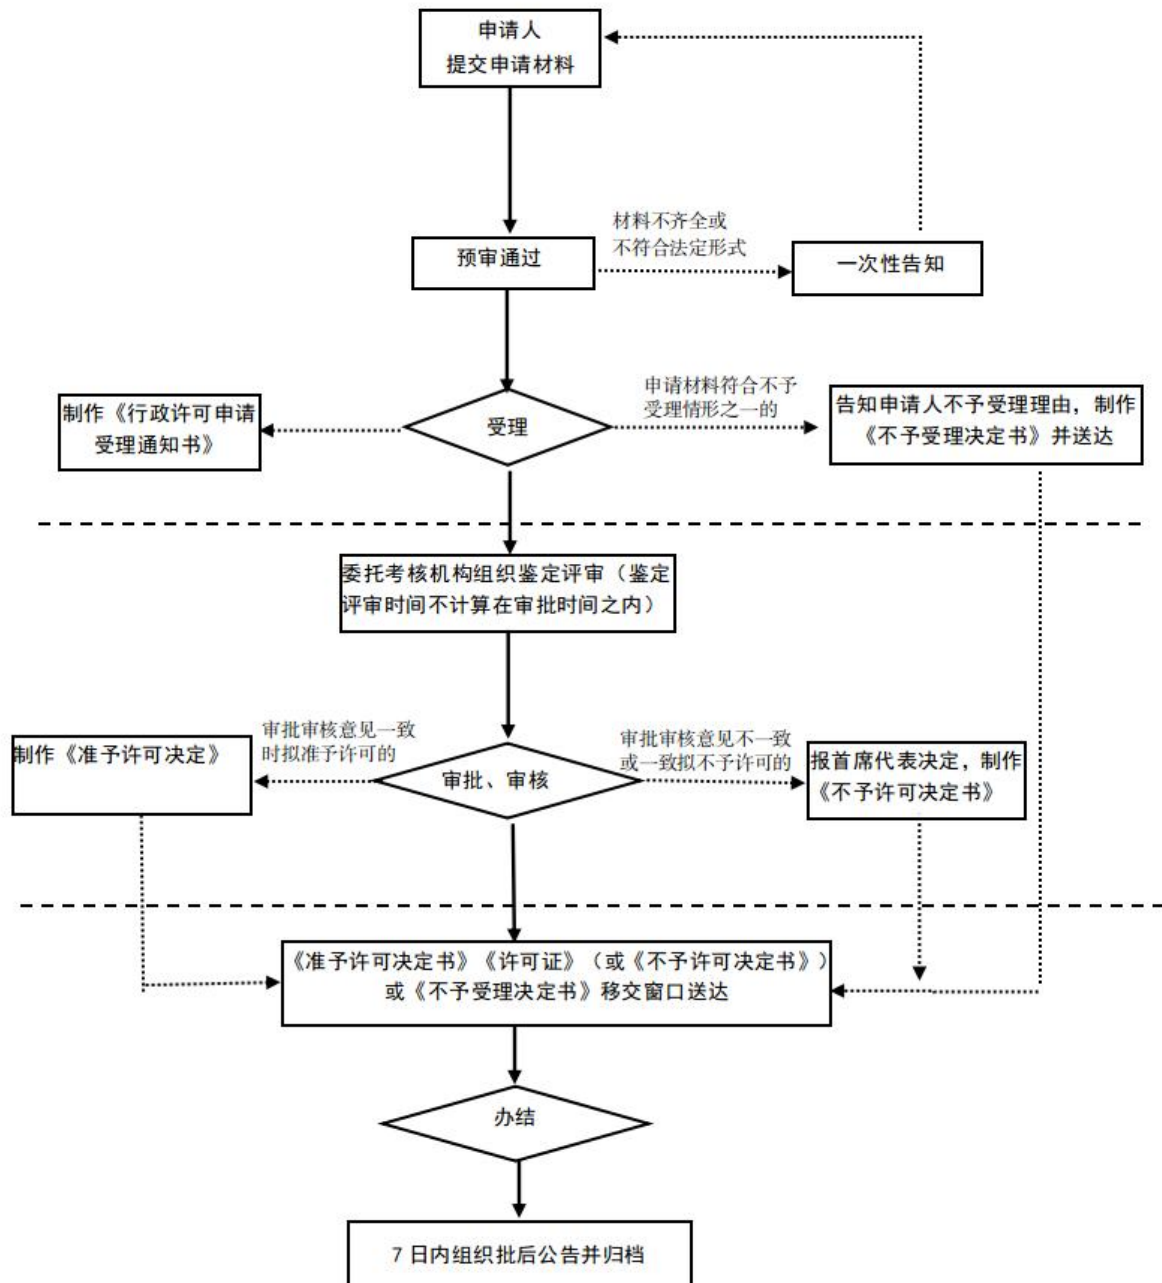 申请人
提交申请材料
材料不齐全或
不符合法定形式
预审通过
一次性告知
申请材料符合不予
受理情形之一的
制作《行政许可申请
受理通知书》
受理
告知申请人不予受理理由，制作
《不予受理决定书》并送达
委托考核机构组织鉴定评审（鉴定
评审时间不计算在审批时间之内）
审批审核意见一致
时拟准予许可的
审批审核意见不一致
或一致拟不予许可的
制作《准予许可决定》
审批、审核
报首席代表决定，制作
《不予许可决定书》
《准予许可决定书》《许可证》（或《不予许可决定书》）
或《不予受理决定书》移交窗口送达
办结
7 日内组织批后公告并归档